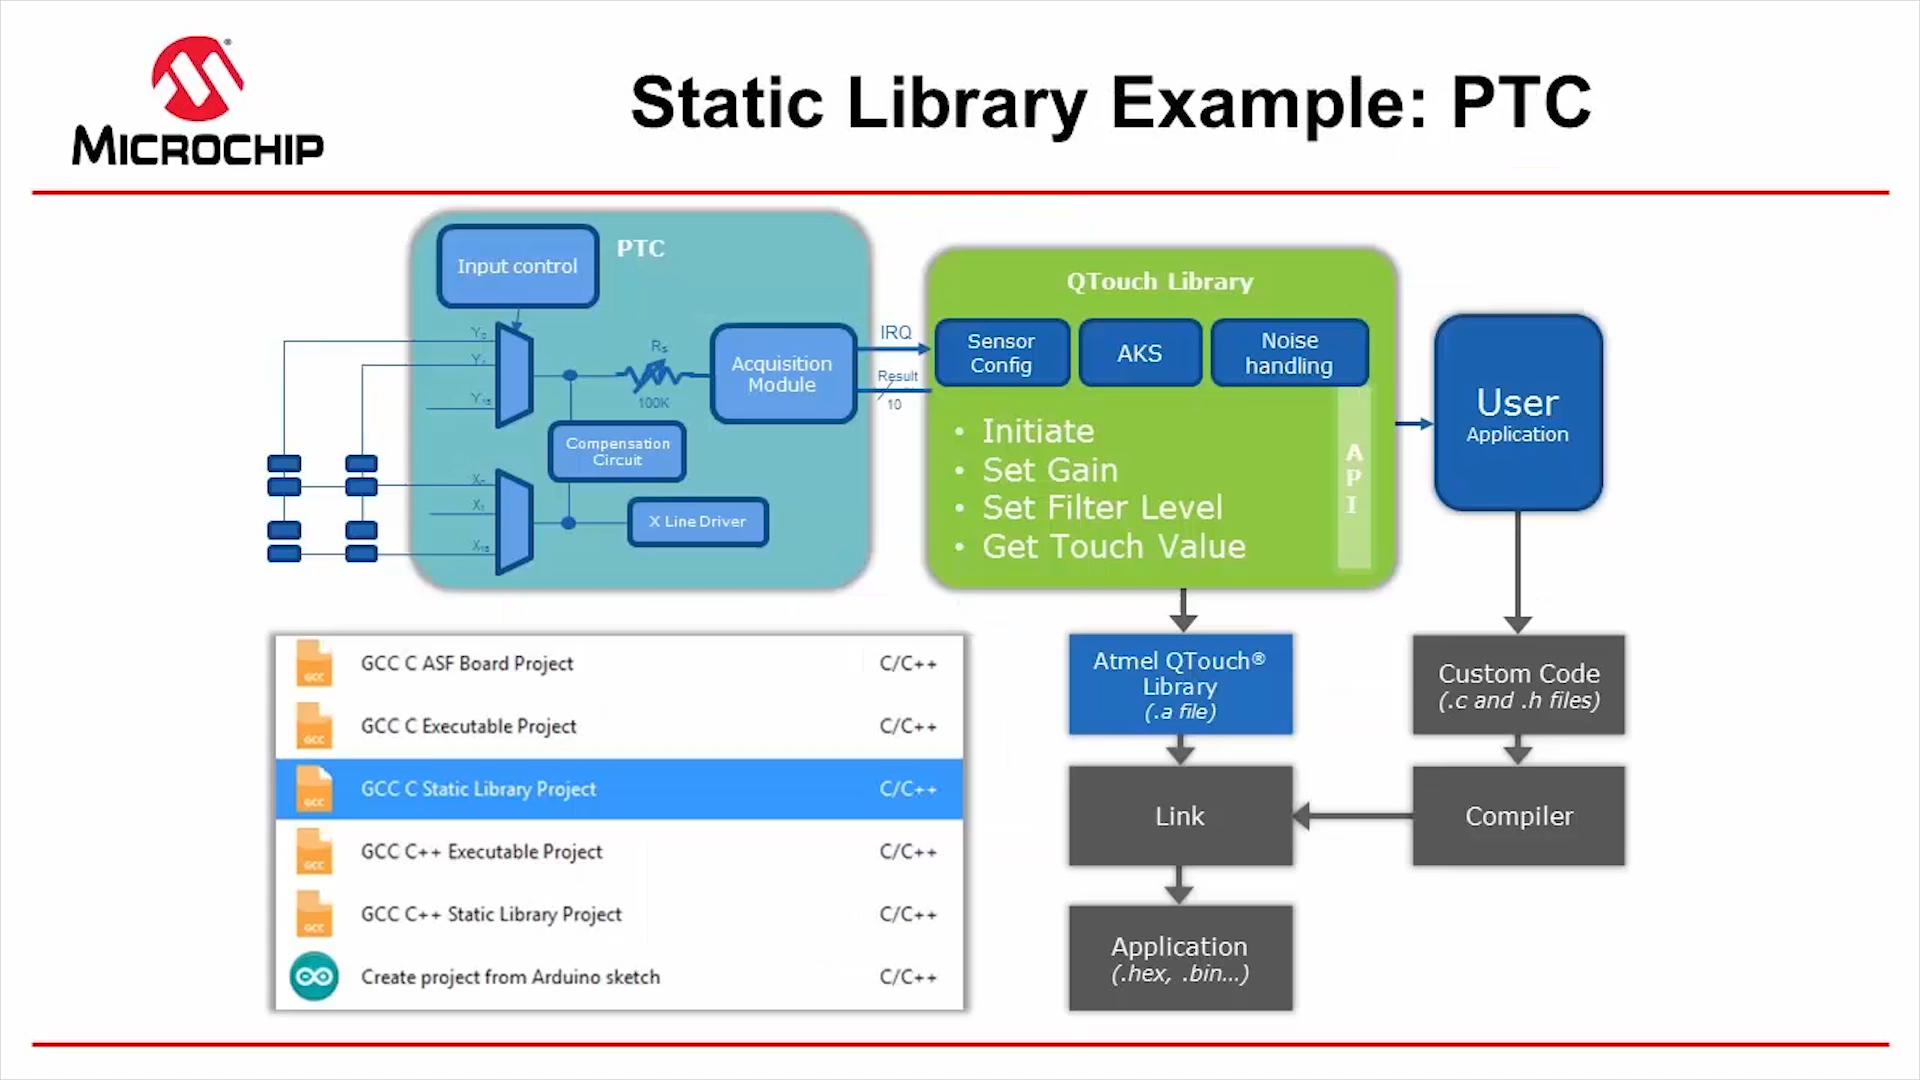 MICROCHIP
Static Library Example: PTC
Input control
PTC
Y0
Y1
Y15
Rs
100K
Acquisition
Module
Compensation
Circuit
X0
X1
X15
X Line Driver
IRQ
Result
10
QTouch Library
Sensor
Config
AKS
Noise
handling
• Initiate
• Set Gain
• Set Filter Level
• Get Touch Value
A
P
I
User
Application
GCC C ASF Board Project C/C++
GCC C Executable Project C/C++
GCC C Static Library Project C/C++
GCC C++ Executable Project C/C++
GCC C++ Static Library Project C/C++
Create project from Arduino sketch C/C++
Atmel QTouch®
Library
(.a file)
Custom Code
(.c and .h files)
Link
Compiler
Application
(.hex, .bin...)